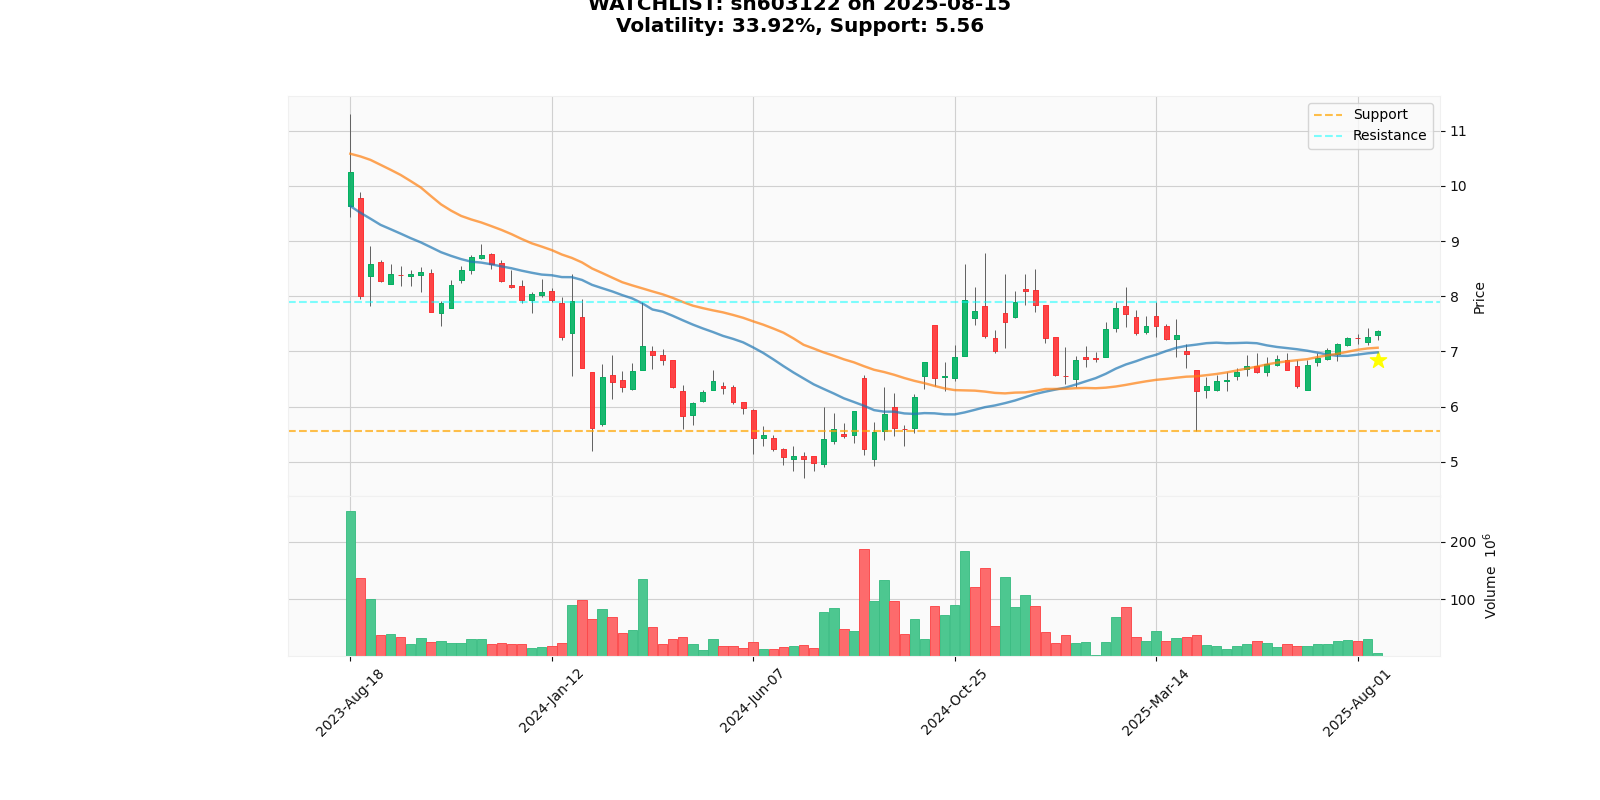 WATCHLIST: sh603122 on 2025-08-15
Volatility: 33.92%, Support: 5.56
Support
Resistance
11
10
9
8
7
6
5
Price
200
100
Volume 10^6
2023-Aug-18
2024-Jan-12
2024-Jun-07
2024-Oct-25
2025-Mar-14
2025-Aug-01